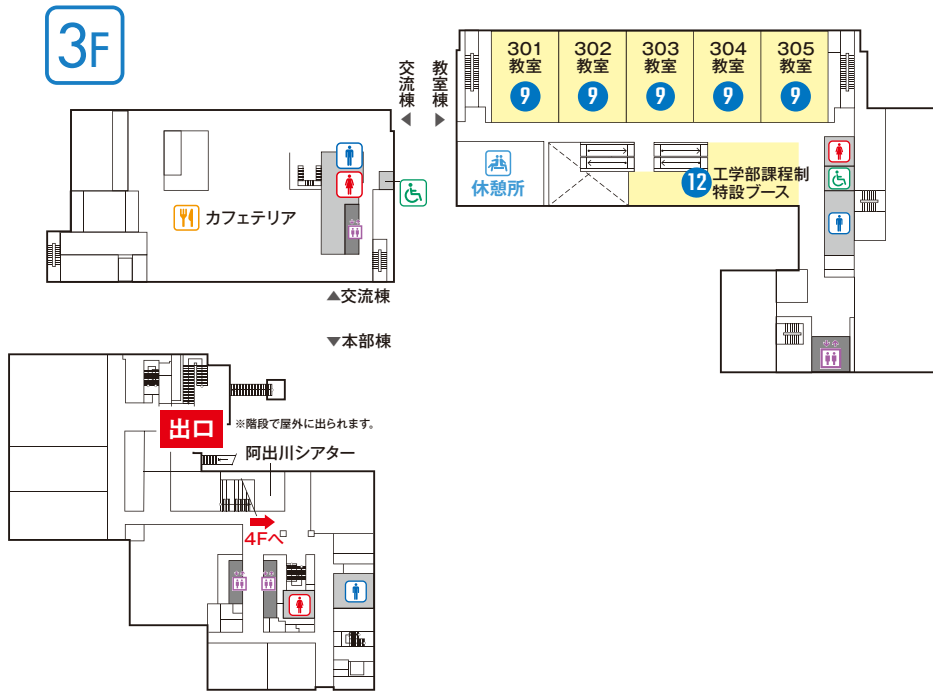 3F
交流棟
教室棟
301
教室
9
302
教室
9
303
教室
9
304
教室
9
305
教室
9
休憩所
12
工学部課程制
特設ブース
カフェテリア
▲交流棟
▼本部棟
出口
※階段で屋外に出られます。
阿出川シアター
4Fへ